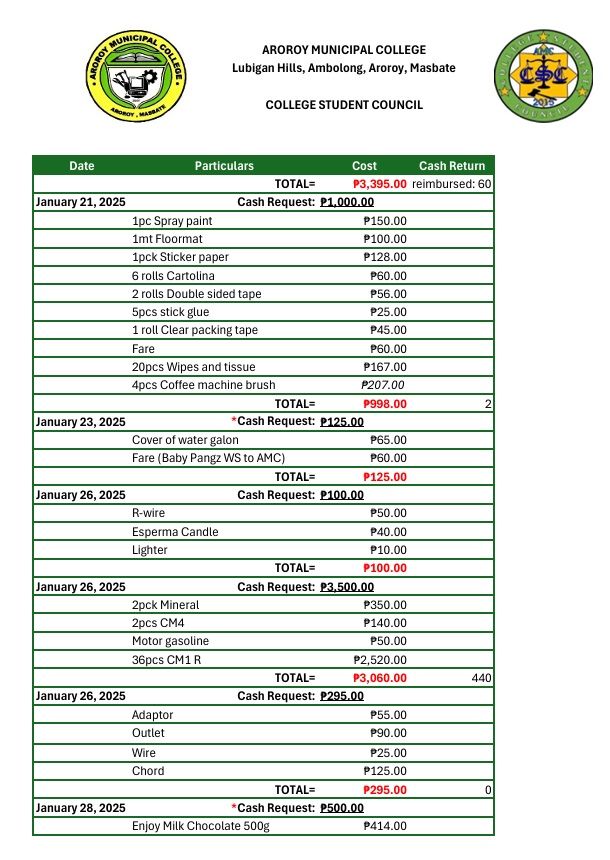 AROROY MUNICIPAL COLLEGE
Lubigan Hills, Ambolong, Aroroy, Masbate
COLLEGE STUDENT COUNCIL
AROROY MUNICIPAL COLLEGE
AROROY, MASBATE
COLLEGE STUDENT COUNCIL
AMC
CSC
2015
Date Particulars Cost Cash Return
TOTAL= ₱3,395.00 reimbursed: 60
January 21, 2025 Cash Request: ₱1,000.00
1pc Spray paint ₱150.00
1mt Floormat ₱100.00
1pck Sticker paper ₱128.00
6 rolls Cartolina ₱60.00
2 rolls Double sided tape ₱56.00
5pcs stick glue ₱25.00
1 roll Clear packing tape ₱45.00
Fare ₱60.00
20pcs Wipes and tissue ₱167.00
4pcs Coffee machine brush ₱207.00
TOTAL= ₱998.00 2
January 23, 2025 *Cash Request: ₱125.00
Cover of water galon ₱65.00
Fare (Baby Pangz WS to AMC) ₱60.00
TOTAL= ₱125.00
January 26, 2025 Cash Request: ₱100.00
R-wire ₱50.00
Esperma Candle ₱40.00
Lighter ₱10.00
TOTAL= ₱100.00
January 26, 2025 Cash Request: ₱3,500.00
2pck Mineral ₱350.00
2pcs CM4 ₱140.00
Motor gasoline ₱50.00
36pcs CM1 R ₱2,520.00
TOTAL= ₱3,060.00 440
January 26, 2025 Cash Request: ₱295.00
Adaptor ₱55.00
Outlet ₱90.00
Wire ₱25.00
Chord ₱125.00
TOTAL= ₱295.00 0
January 28, 2025 *Cash Request: ₱500.00
Enjoy Milk Chocolate 500g ₱414.00